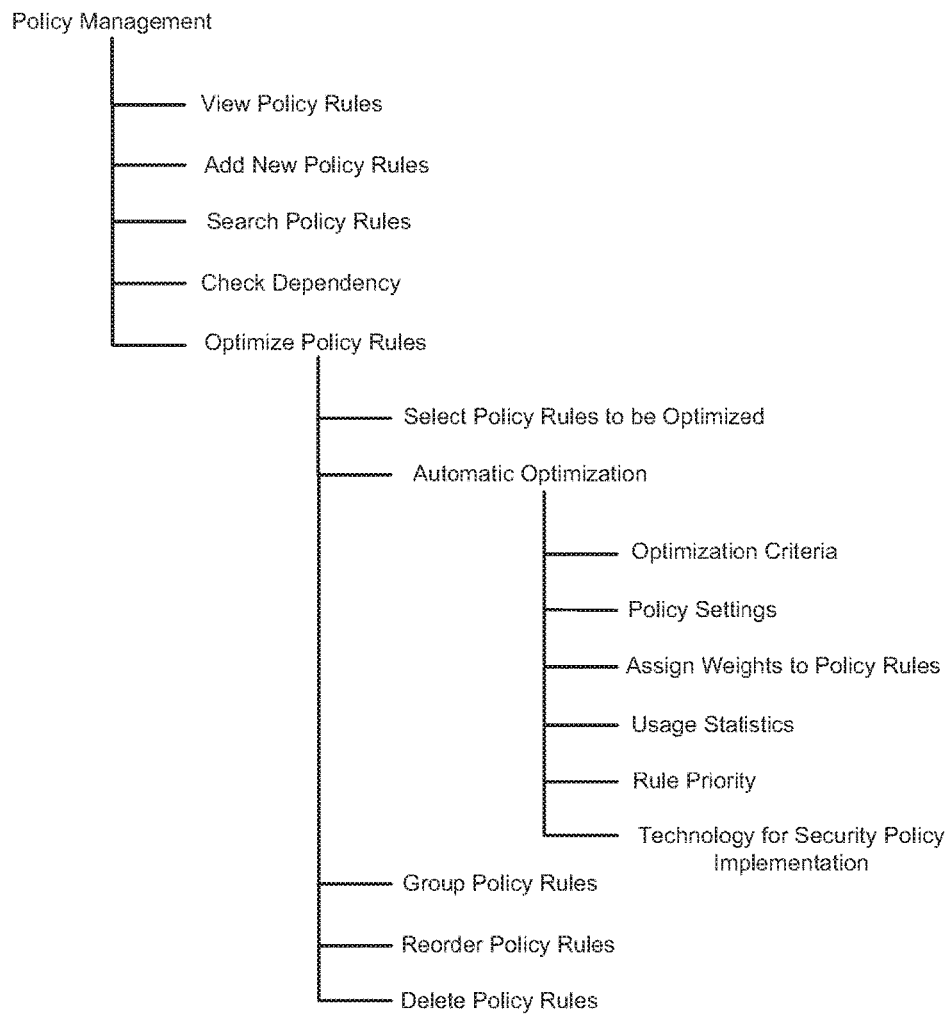 Policy Management
View Policy Rules
Add New Policy Rules
Search Policy Rules
Check Dependency
Optimize Policy Rules
Select Policy Rules to be Optimized
Automatic Optimization
Optimization Criteria
Policy Settings
Assign Weights to Policy Rules
Usage Statistics
Rule Priority
Technology for Security Policy
Implementation
Group Policy Rules
Reorder Policy Rules
Delete Policy Rules